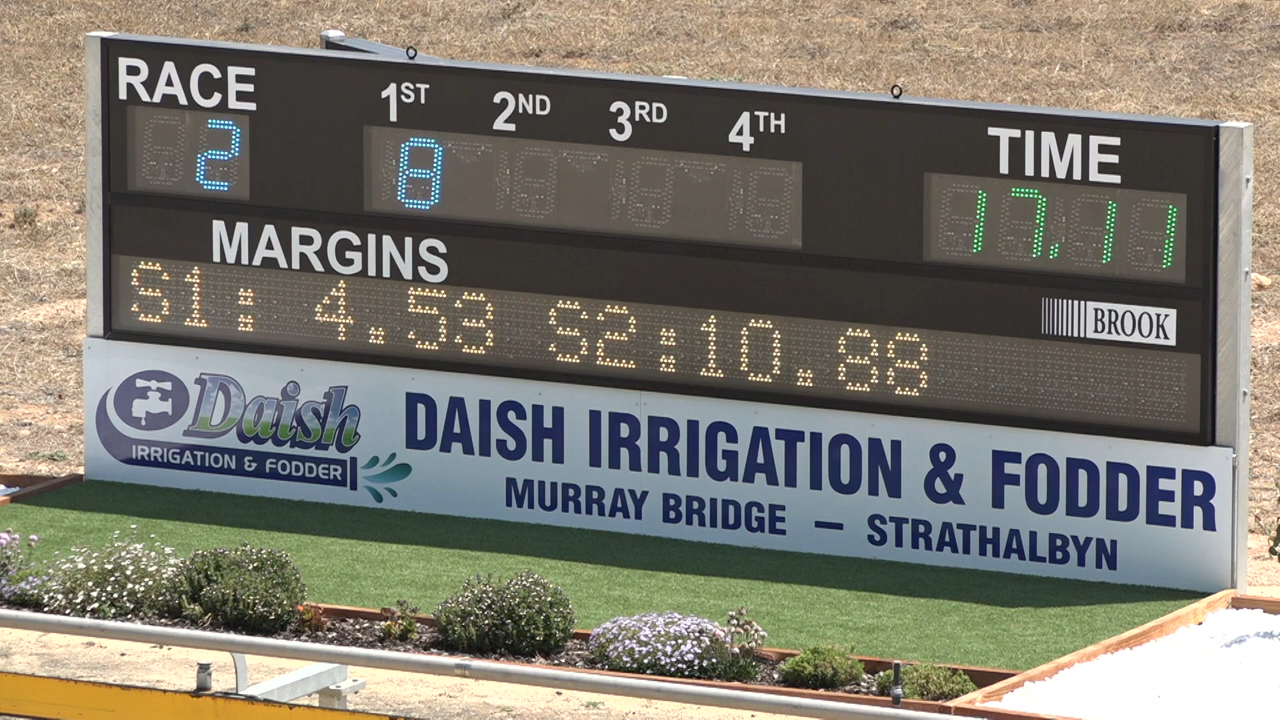 RACE 1ST 2ND 3RD 4TH TIME
2 8 17.11
MARGINS
S1: 4.53 S2:10.88
BROOK
Daish
IRRIGATION & FODDER
DAISH IRRIGATION & FODDER
MURRAY BRIDGE – STRATHALBYN